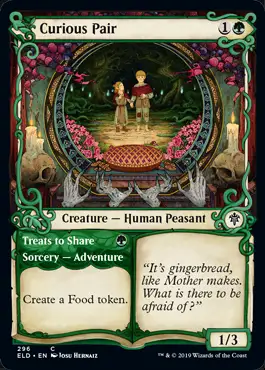 Curious Pair 1
Creature — Human Peasant
Treats to Share
Sorcery — Adventure
Create a Food token.
“It’s gingerbread,
like Mother makes.
What is there to
be afraid of?”
1/3
296 C
ELD • EN Josu Hernaiz
™ & © 2019 Wizards of the Coast